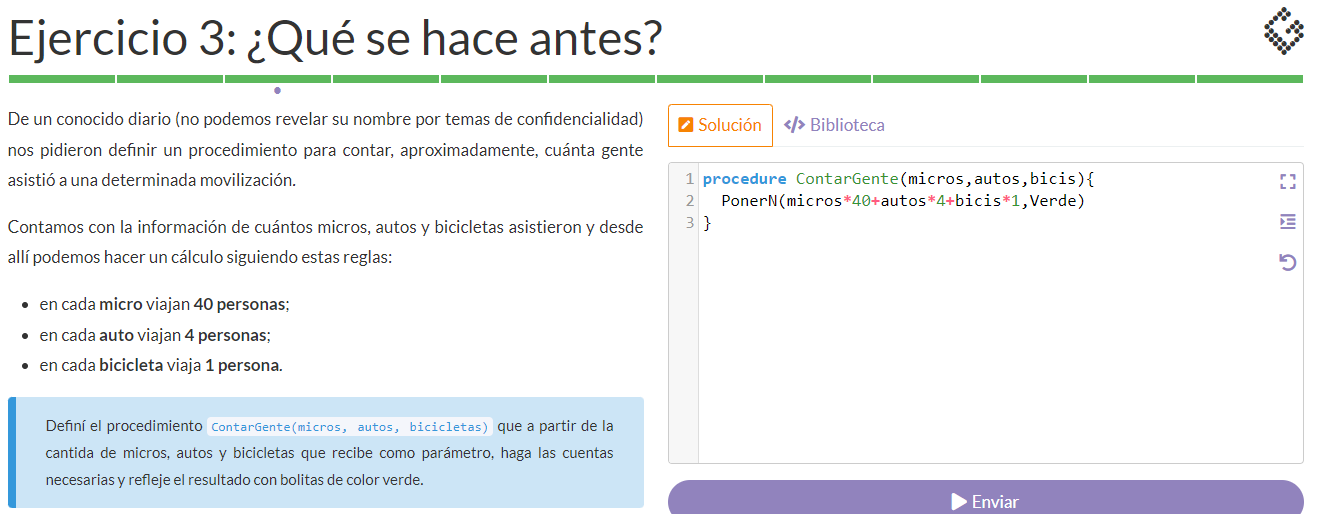 Ejercicio 3: ¿Qué se hace antes?
De un conocido diario (no podemos revelar su nombre por temas de confidencialidad)
nos pidieron definir un procedimiento para contar, aproximadamente, cuánta gente
asistió a una determinada movilización.
Contamos con la información de cuántos micros, autos y bicicletas asistieron y desde
allí podemos hacer un cálculo siguiendo estas reglas:
en cada micro viajan 40 personas;
en cada auto viajan 4 personas;
en cada bicicleta viaja 1 persona.
Definí el procedimiento ContarGente(micros, autos, bicicletas) que a partir de la
cantida de micros, autos y bicicletas que recibe como parámetro, haga las cuentas
necesarias y refleje el resultado con bolitas de color verde.
Solución </> Biblioteca
1 procedure ContarGente(micros,autos,bicis){
2 PonerN(micros*40+autos*4+bicis*1,Verde)
3 }
Enviar